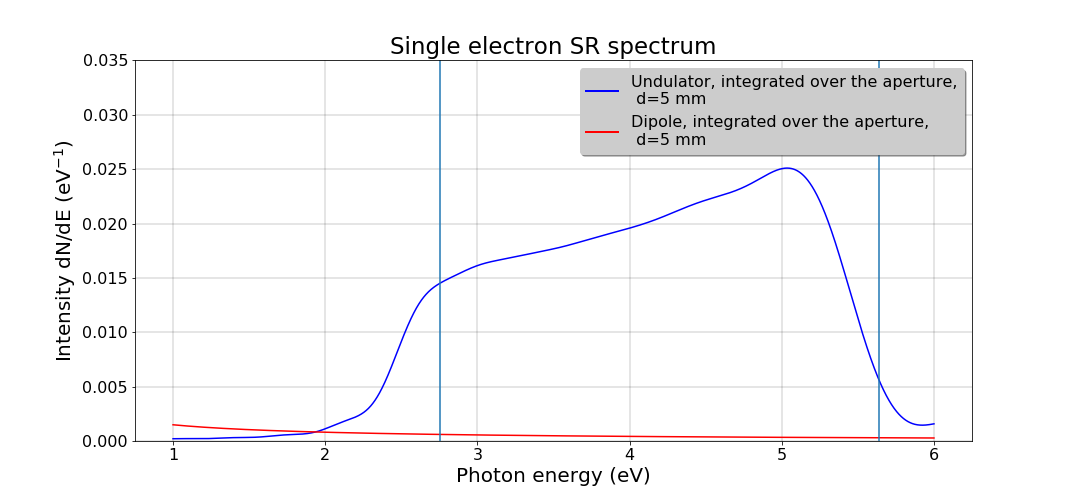 Single electron SR spectrum
Undulator, integrated over the aperture,
d=5 mm
Dipole, integrated over the aperture,
d=5 mm
Intensity dN/dE (eV⁻¹)
0.035
0.030
0.025
0.020
0.015
0.010
0.005
0.000
1 2 3 4 5 6
Photon energy (eV)